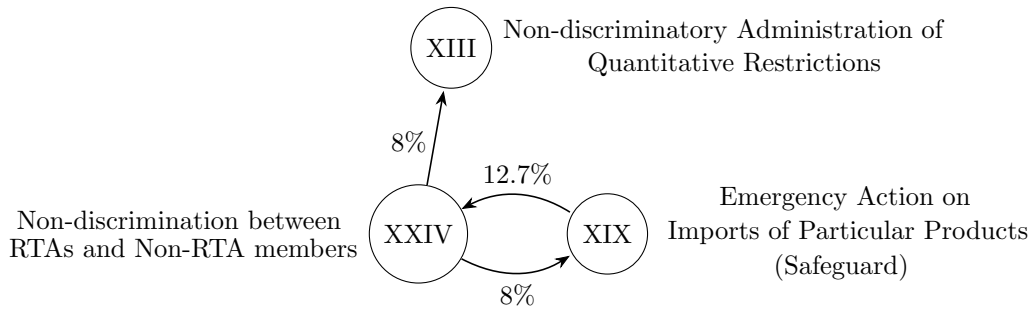 XIII
Non-discriminatory Administration of
Quantitative Restrictions
8%
12.7%
Non-discrimination between
RTAs and Non-RTA members
XXIV
XIX
Emergency Action on
Imports of Particular Products
(Safeguard)
8%